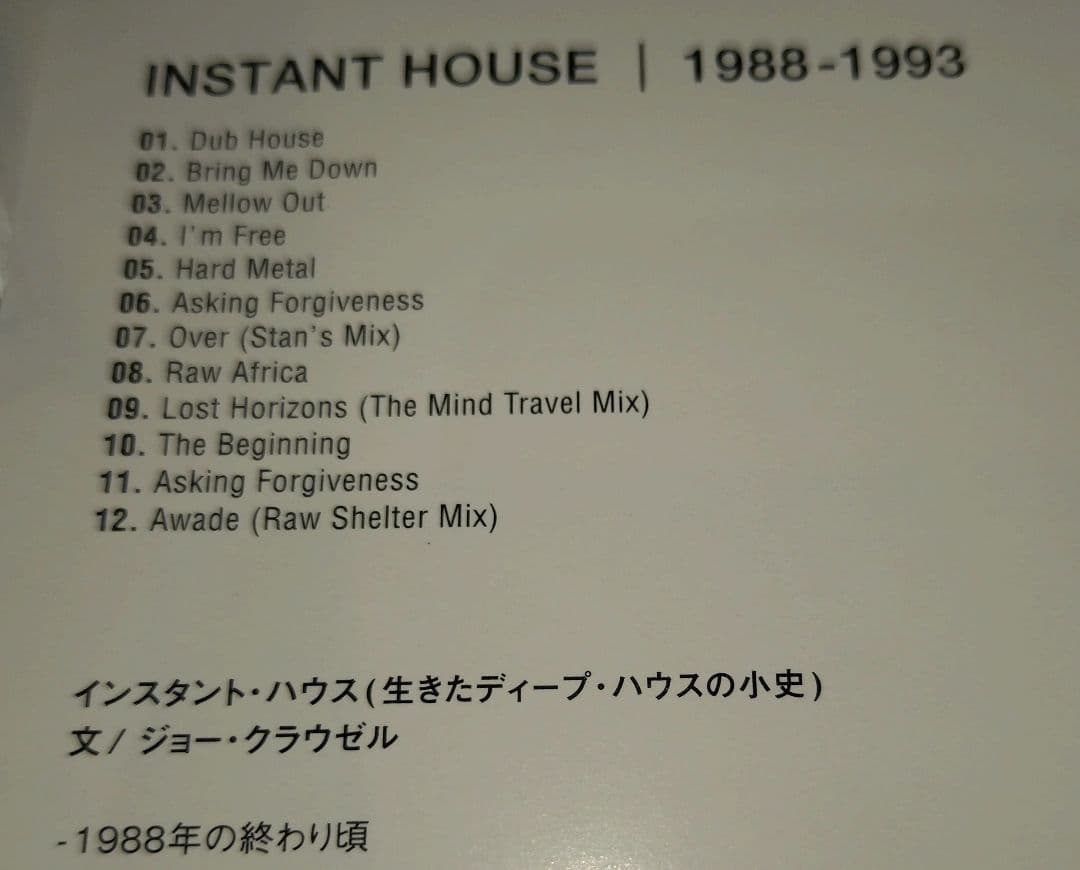 INSTANT HOUSE | 1988-1993
01. Dub House
02. Bring Me Down
03. Mellow Out
04. I'm Free
05. Hard Metal
06. Asking Forgiveness
07. Over (Stan's Mix)
08. Raw Africa
09. Lost Horizons (The Mind Travel Mix)
10. The Beginning
11. Asking Forgiveness
12. Awade (Raw Shelter Mix)
インスタント・ハウス(生きたディープ・ハウスの小史)
文/ ジョー・クラウゼル
-1988年の終わり頃